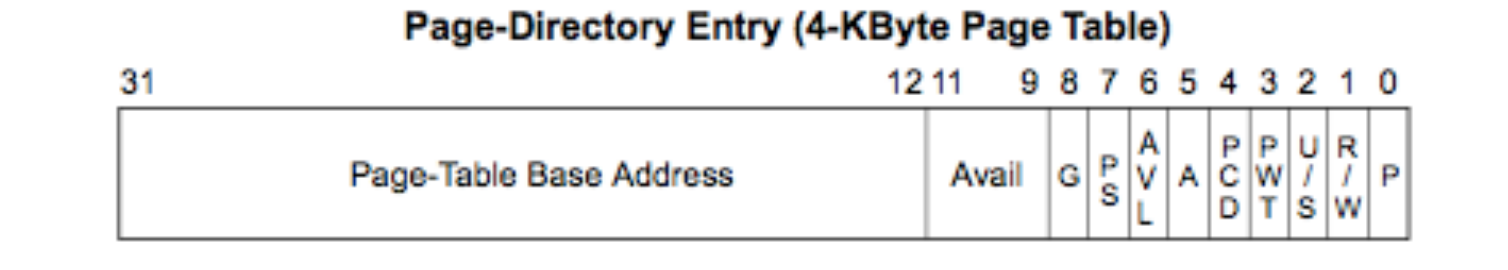 Page-Directory Entry (4-KByte Page Table)
31 12 11 9 8 7 6 5 4 3 2 1 0
Page-Table Base Address Avail G PS AVL A PCD PWT U/S R/W P